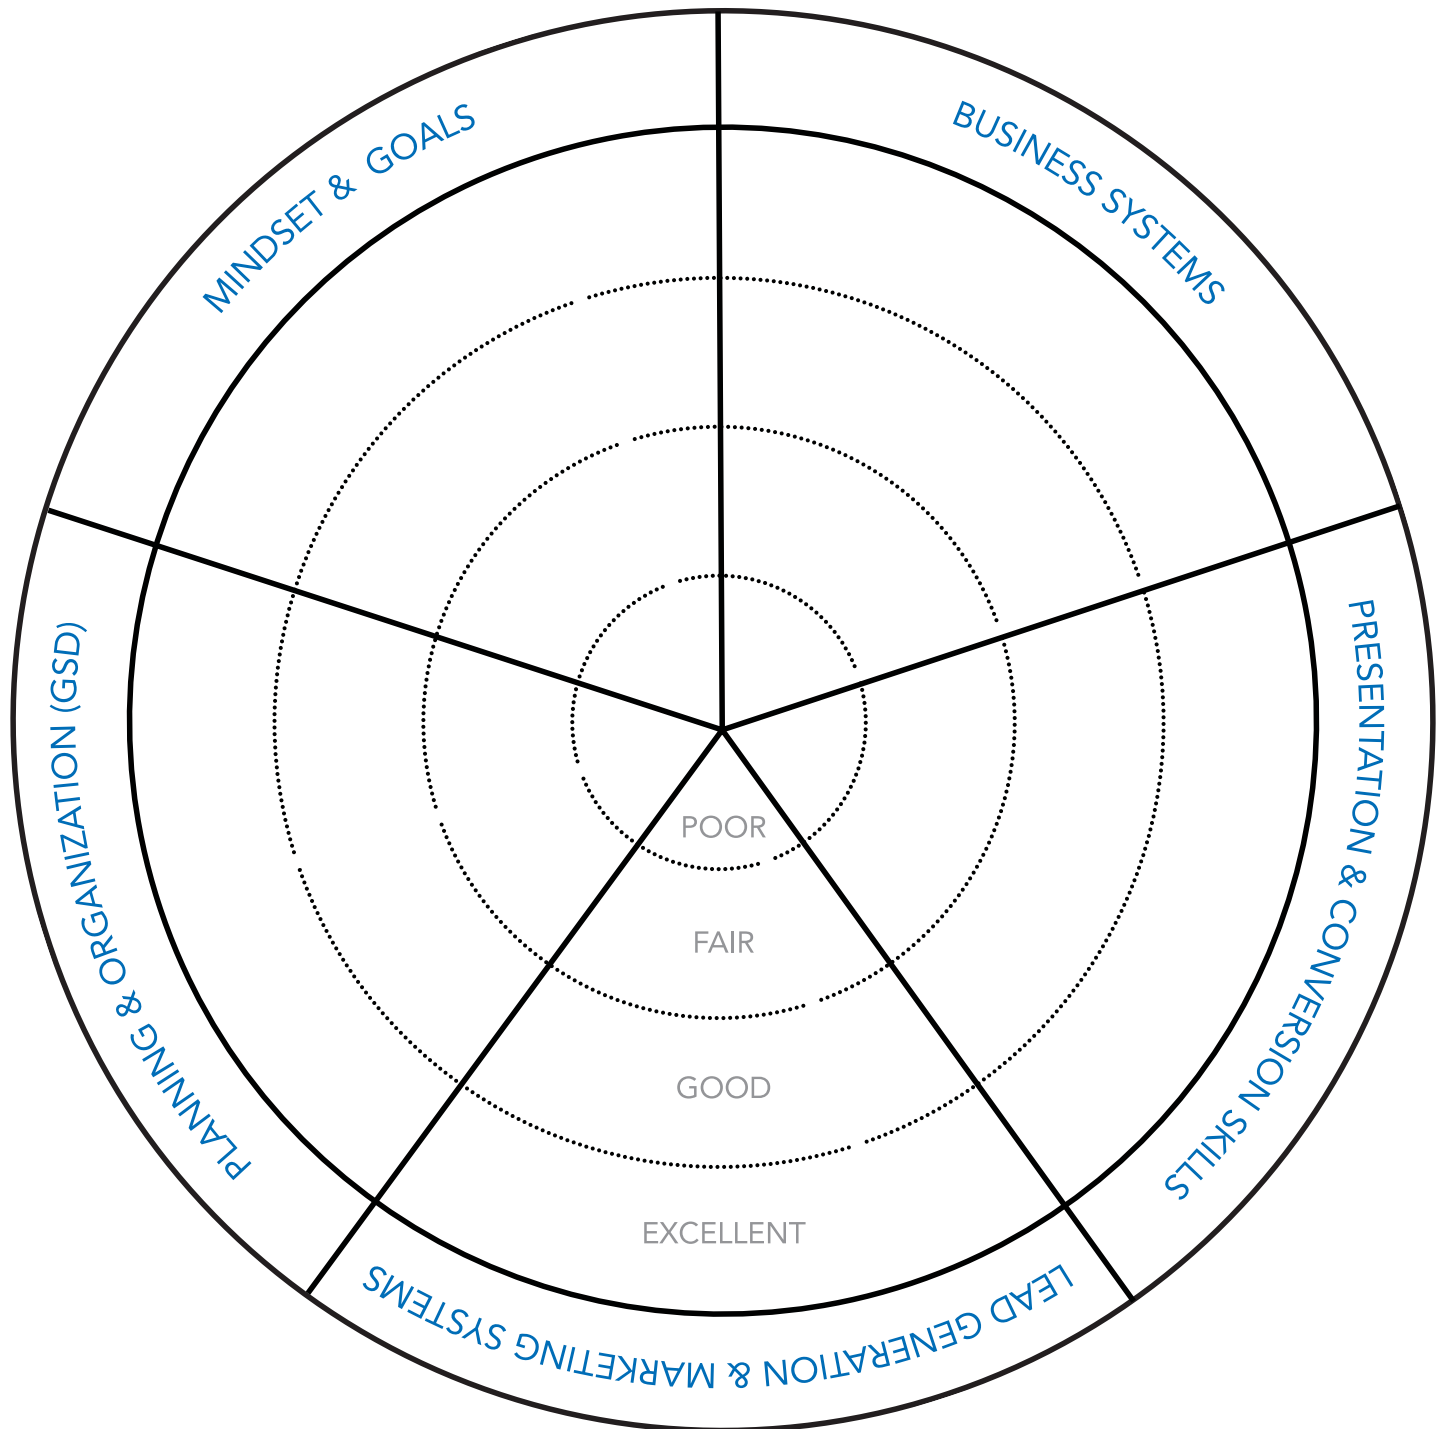 MINDSET & GOALS
BUSINESS SYSTEMS
PRESENTATION & CONVERSION SKILLS
LEAD GENERATION & MARKETING SYSTEMS
PLANNING & ORGANIZATION (GSD)
POOR
FAIR
GOOD
EXCELLENT